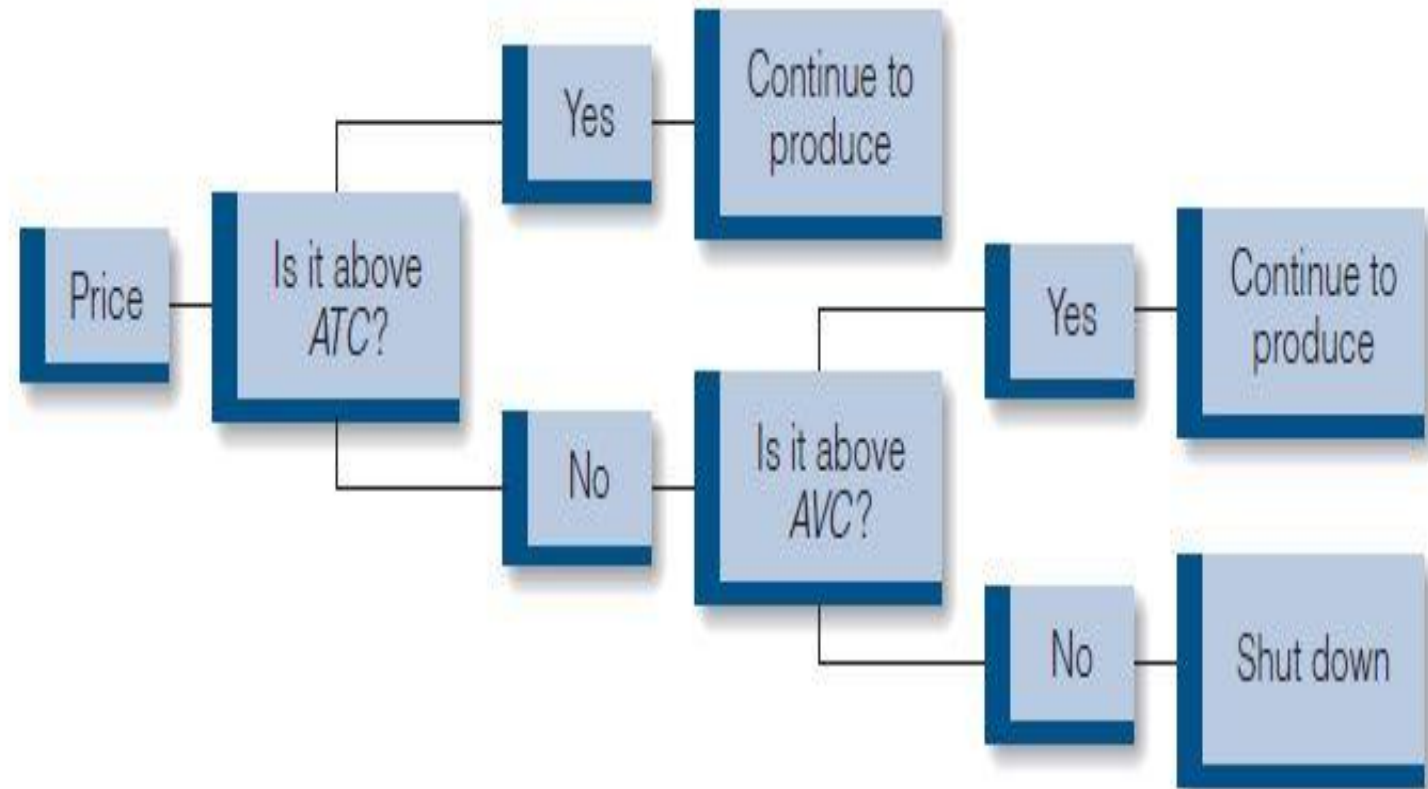 Price
Is it above
ATC?
Yes
Continue to
produce
No
Is it above
AVC?
Yes
Continue to
produce
No
Shut down